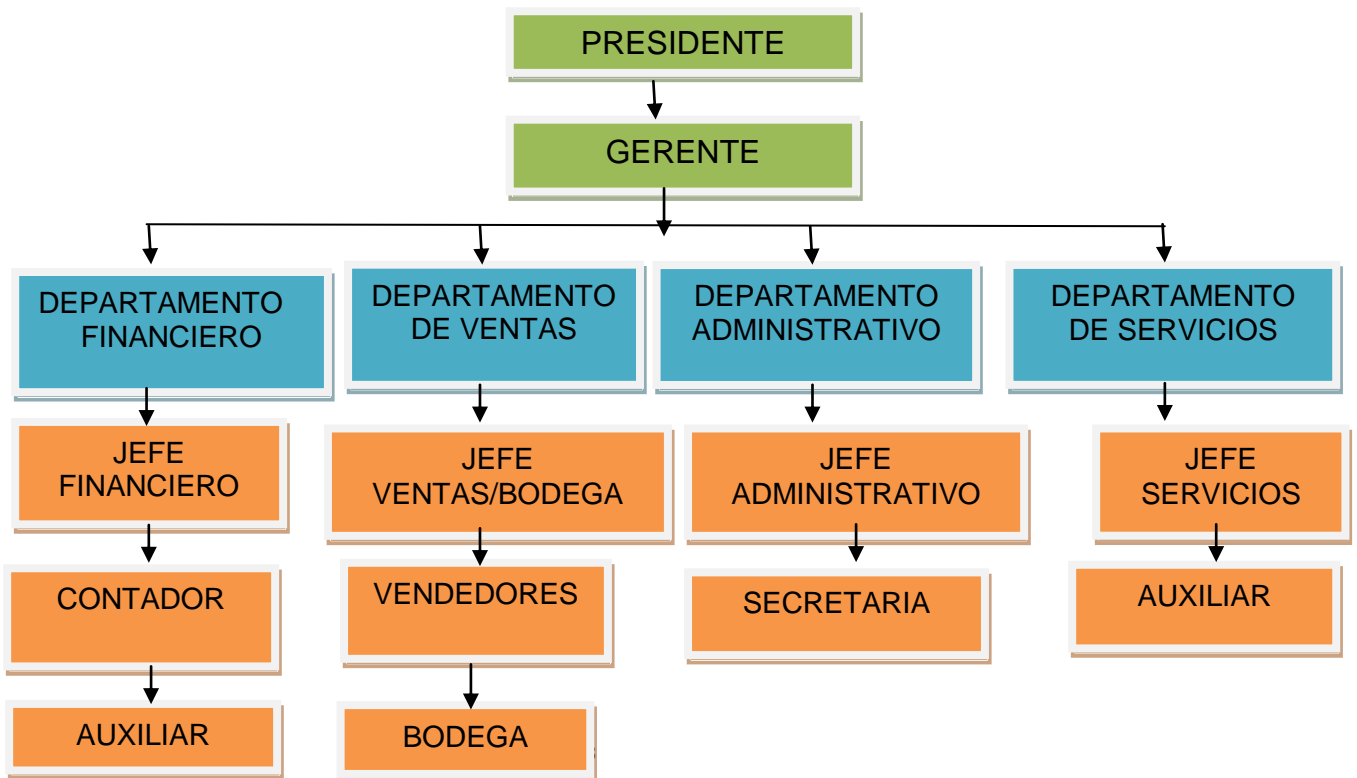 PRESIDENTE
GERENTE
DEPARTAMENTO
FINANCIERO
DEPARTAMENTO
DE VENTAS
DEPARTAMENTO
ADMINISTRATIVO
DEPARTAMENTO
DE SERVICIOS
JEFE
FINANCIERO
JEFE
VENTAS/BODEGA
JEFE
ADMINISTRATIVO
JEFE
SERVICIOS
CONTADOR
VENDEDORES
SECRETARIA
AUXILIAR
AUXILIAR
BODEGA